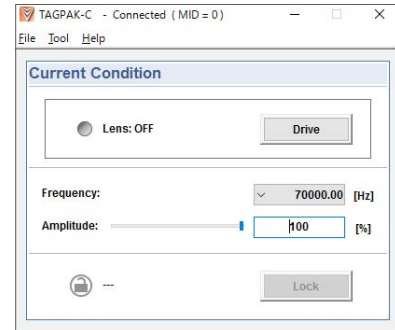 TAGPAK-C - Connected ( MID = 0 )
File Tool Help
Current Condition
Lens: OFF
Drive
Frequency:
70000.00 [Hz]
Amplitude:
100 [%]
---
Lock